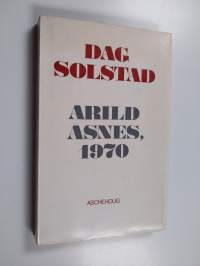 DAG
SOLSTAD
ARILD
ASNES,
1970
ASCHEHOUG